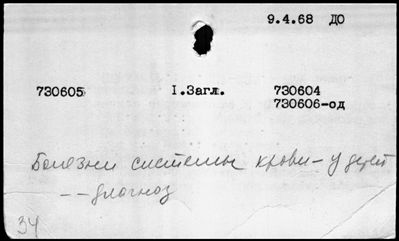 9.4.68 ДО
730605 I.Загл. 730604
730606-од
Болезни системы крови - у детей
-- диагноз
34